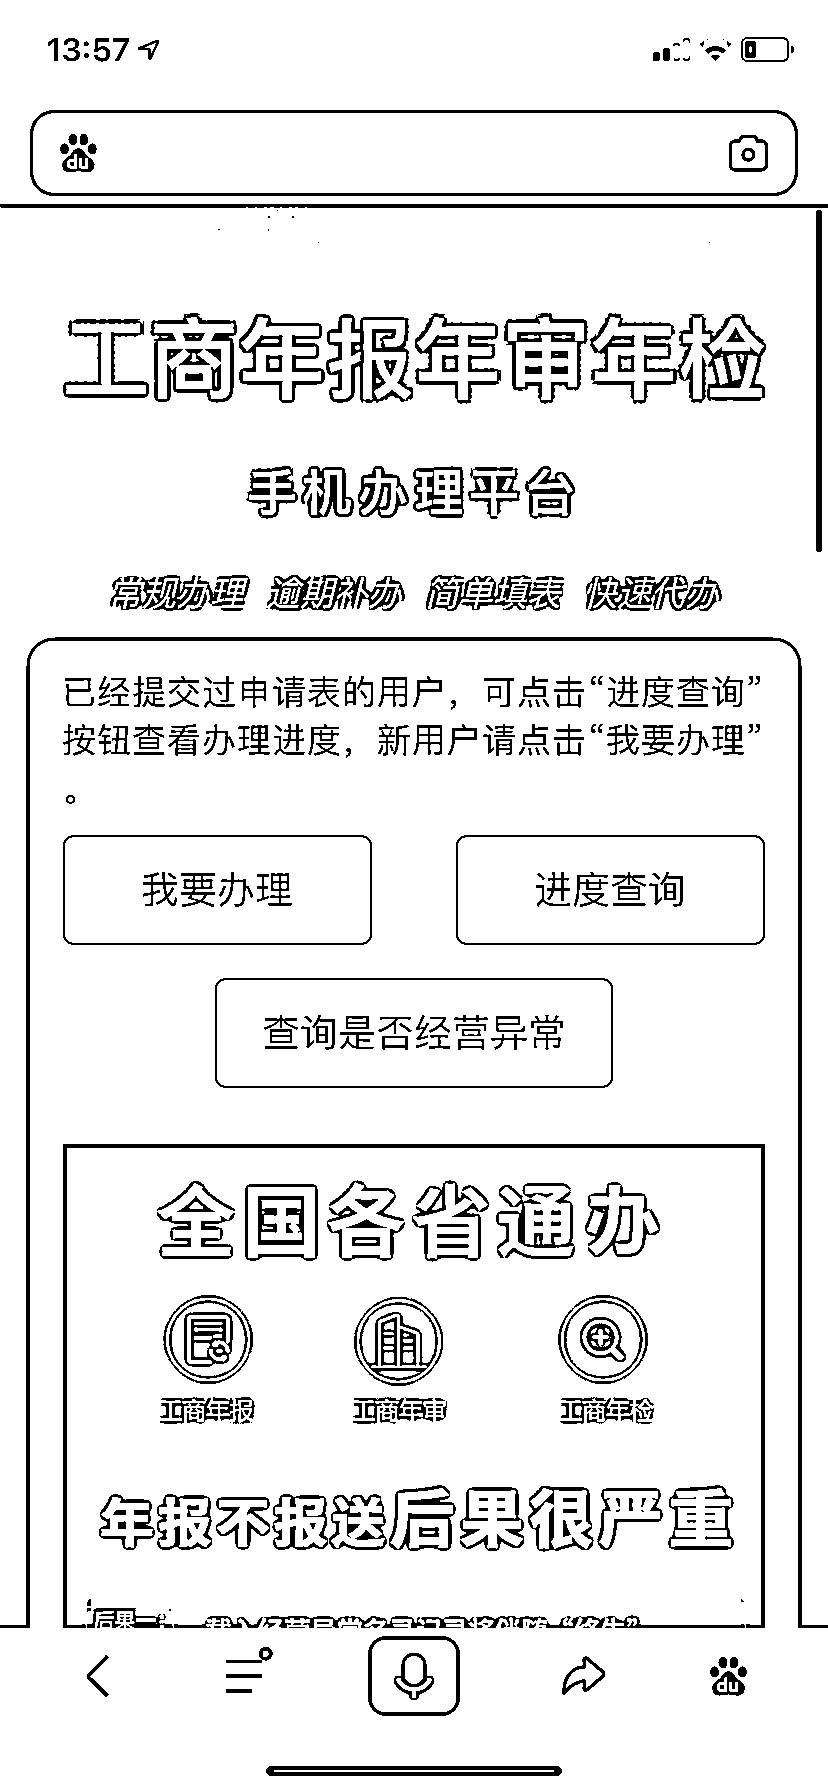 13:57
du
工商年报年审年检
手机办理平台
常规办理 逾期补办 简单填表 快速代办
已经提交过申请表的用户，可点击“进度查询”
按钮查看办理进度，新用户请点击“我要办理”
。
我要办理 进度查询
查询是否经营异常
全国各省通办
工商年报 工商年审 工商年检
年报不报送后果很严重
du